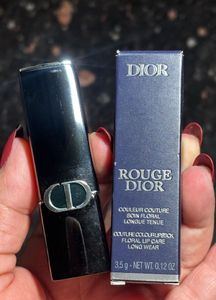 DIOR
ROUGE
DIOR
COULEUR COUTURE
SOIN FLORAL
LONGUE TENUE
COUTURE COLOUR LIPSTICK
FLORAL LIP CARE
LONG WEAR
3.5 g - NET WT. 0.12 OZ
CD